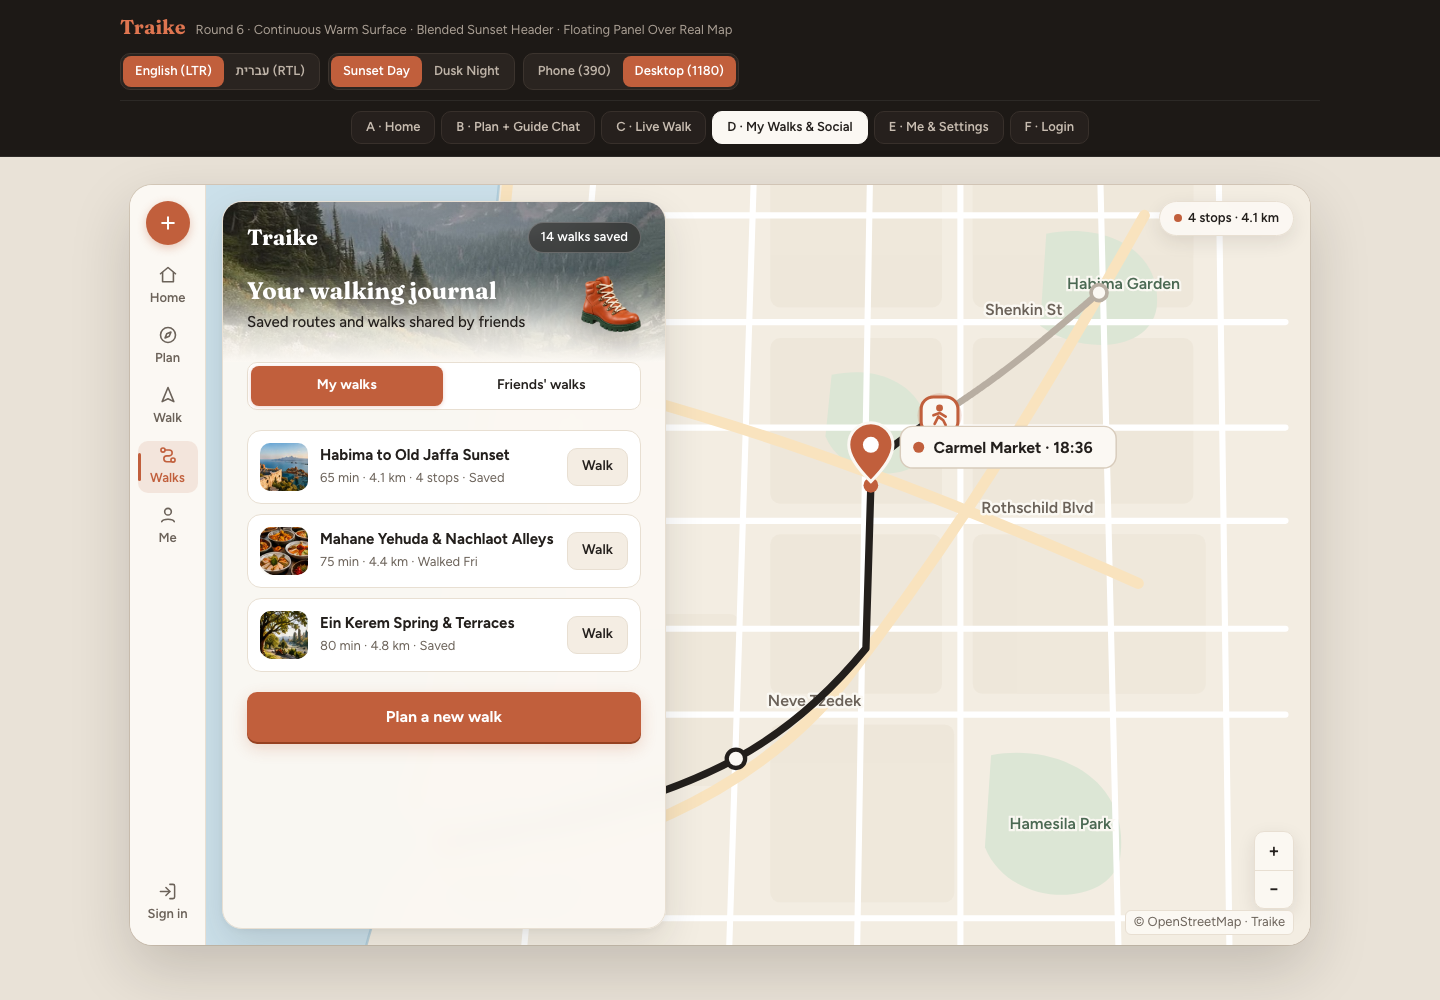 Traike Round 6 · Continuous Warm Surface · Blended Sunset Header · Floating Panel Over Real Map
English (LTR) עברית (RTL) Sunset Day Dusk Night Phone (390) Desktop (1180)
A · Home B · Plan + Guide Chat C · Live Walk D · My Walks & Social E · Me & Settings F · Login
Home
Plan
Walk
Walks
Me
Sign in
Traike
14 walks saved
Your walking journal
Saved routes and walks shared by friends
My walks Friends' walks
Habima to Old Jaffa Sunset
65 min · 4.1 km · 4 stops · Saved
Walk
Mahane Yehuda & Nachlaot Alleys
75 min · 4.4 km · Walked Fri
Walk
Ein Kerem Spring & Terraces
80 min · 4.8 km · Saved
Walk
Plan a new walk
4 stops · 4.1 km
Habima Garden
Shenkin St
Carmel Market · 18:36
Rothschild Blvd
Neve Tzedek
Hamesila Park
+
−
© OpenStreetMap · Traike